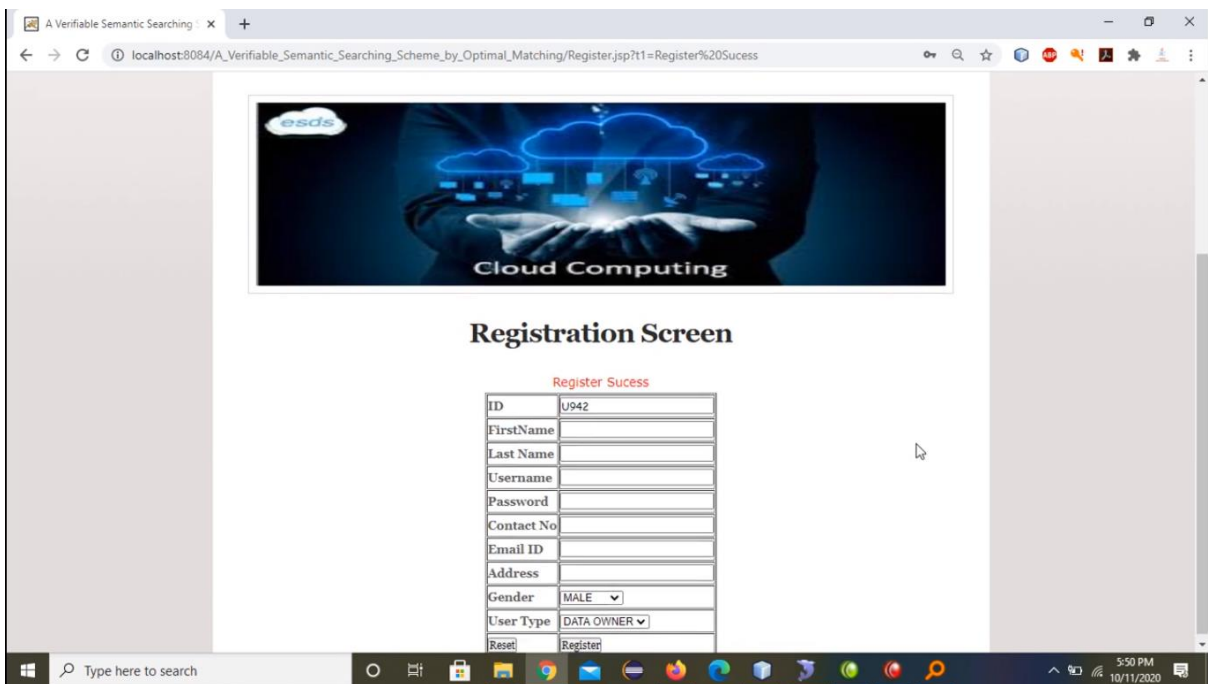 A Verifiable Semantic Searching S
localhost:8084/A_Verifiable_Semantic_Searching_Scheme_by_Optimal_Matching/Register.jsp?t1=Register%20Sucess
ABP
esds
Cloud Computing
Registration Screen
Register Sucess
ID U942
FirstName
Last Name
Username
Password
Contact No
Email ID
Address
Gender MALE
User Type DATA OWNER
Reset Register
Type here to search
5:50 PM
10/11/2020